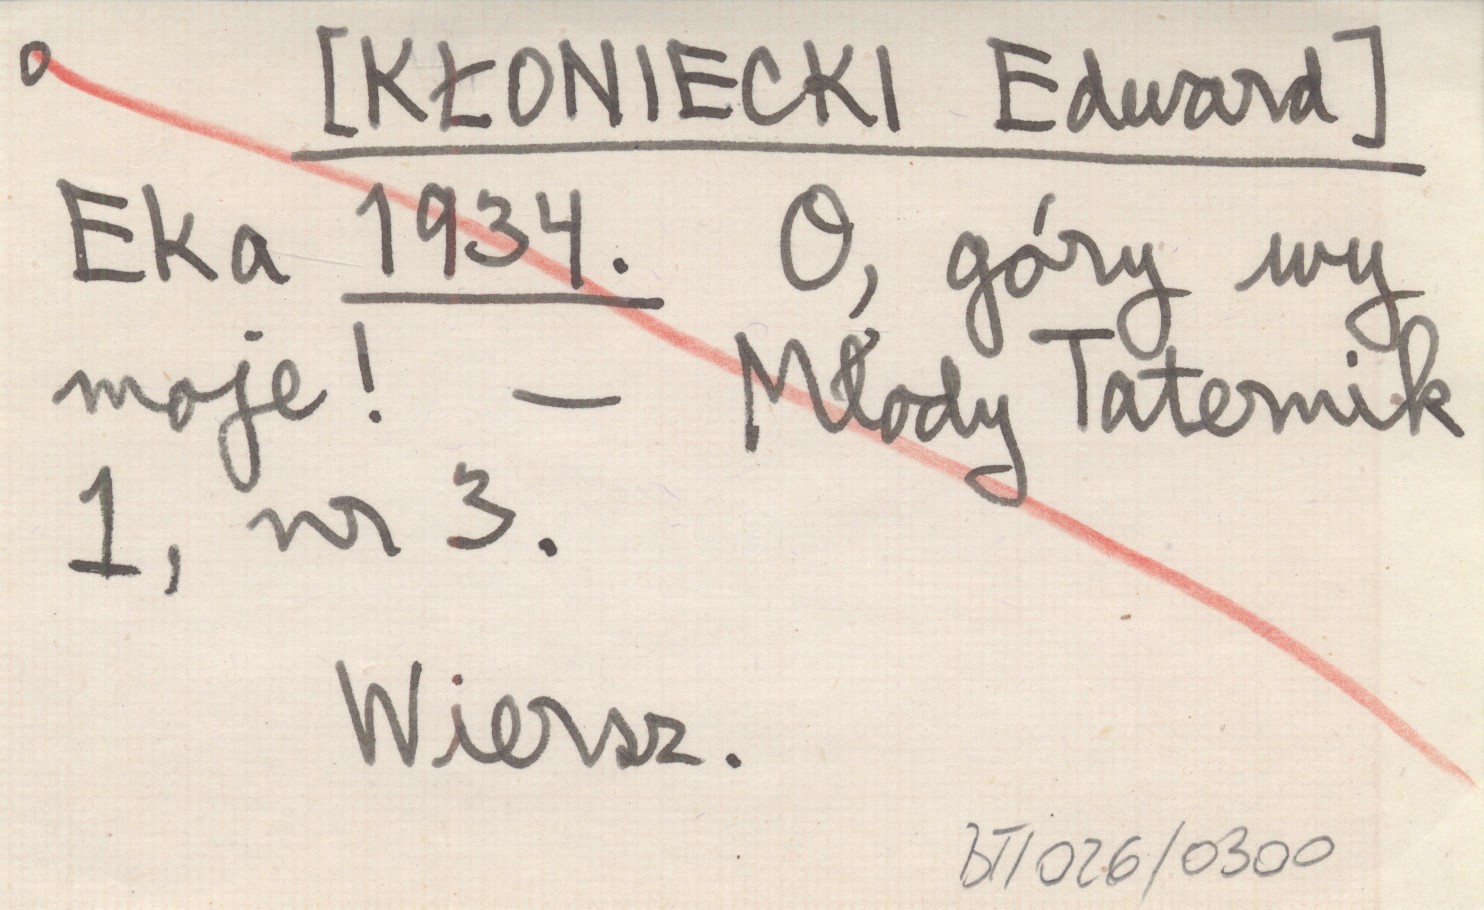 o [KŁONIECKI Edward]
Eka 1934. O, góry wy
moje! — Młody Taternik
1, nr 3.
Wiersz.
BT/026/0300